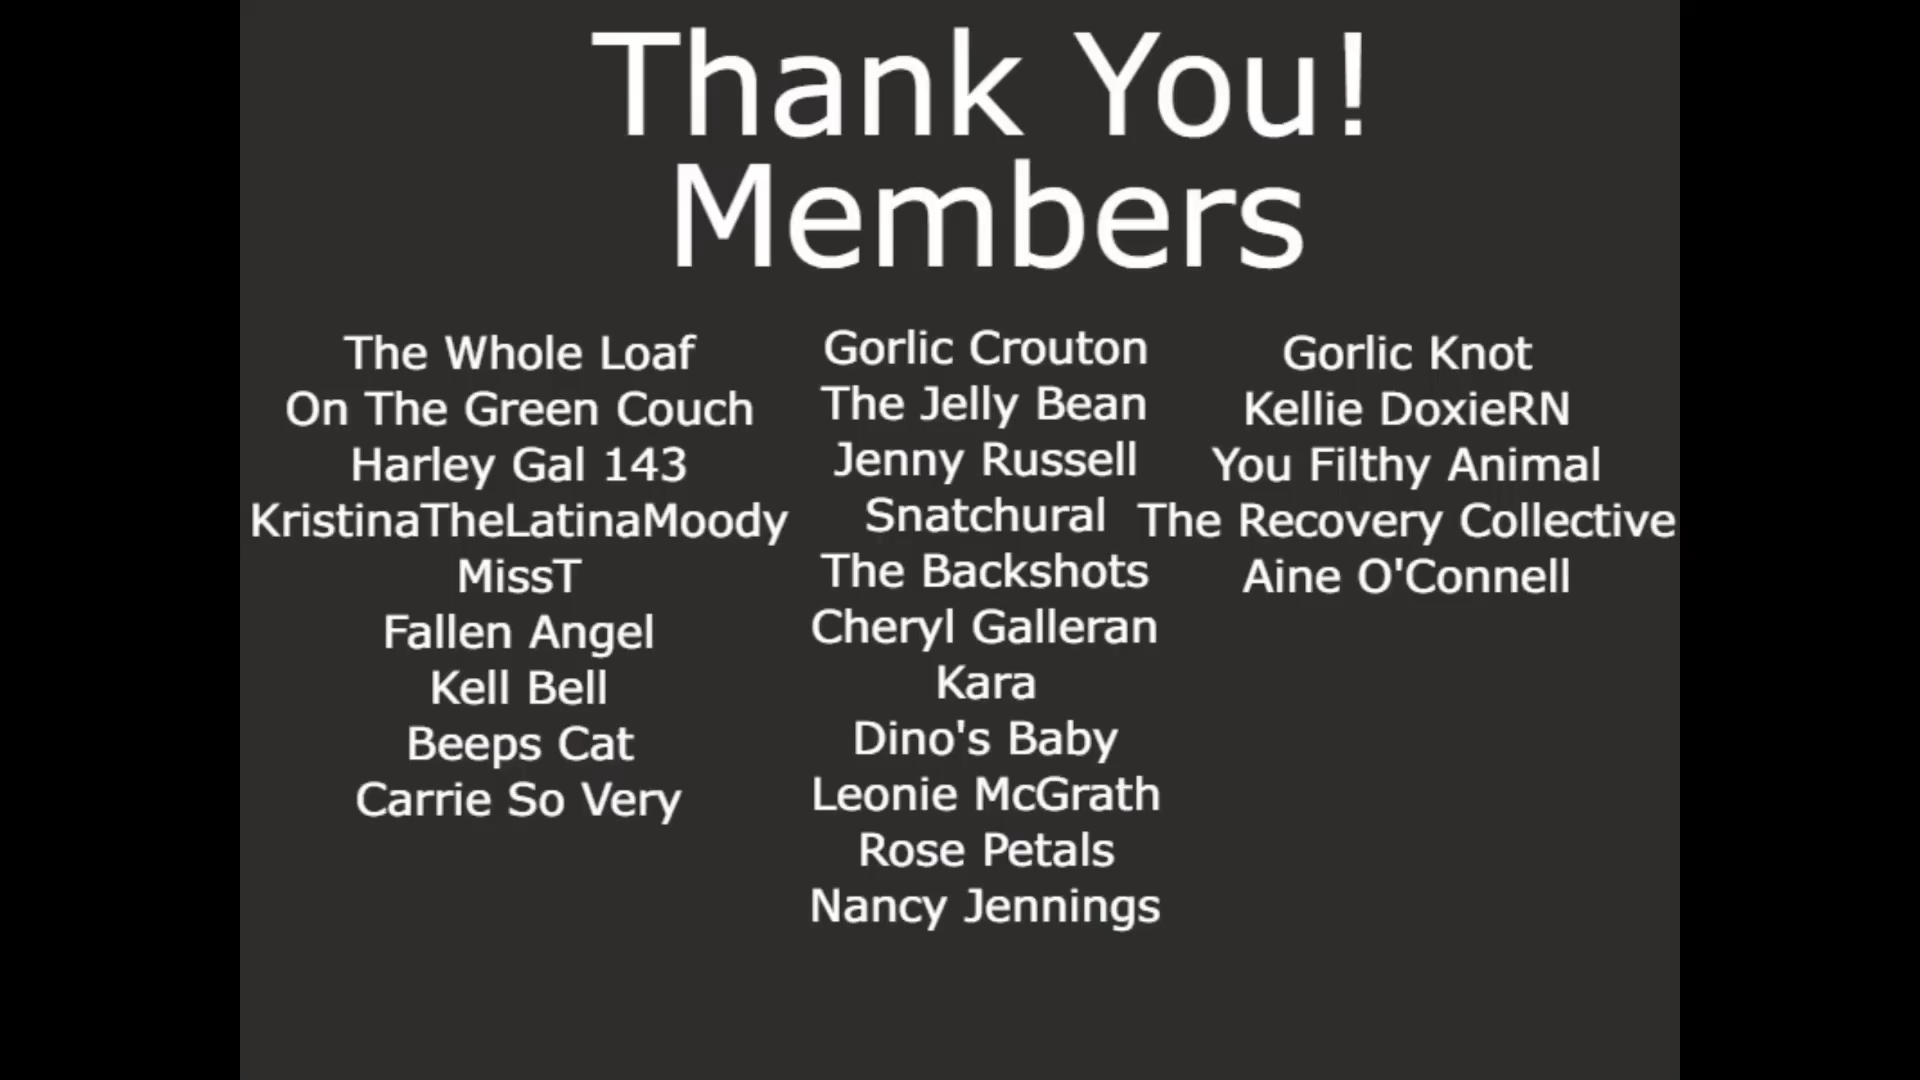 Thank You!
Members
The Whole Loaf
On The Green Couch
Harley Gal 143
KristinaTheLatinaMoody
MissT
Fallen Angel
Kell Bell
Beeps Cat
Carrie So Very
Gorlic Crouton
The Jelly Bean
Jenny Russell
Snatchural
The Backshots
Cheryl Galleran
Kara
Dino's Baby
Leonie McGrath
Rose Petals
Nancy Jennings
Gorlic Knot
Kellie DoxieRN
You Filthy Animal
The Recovery Collective
Aine O'Connell